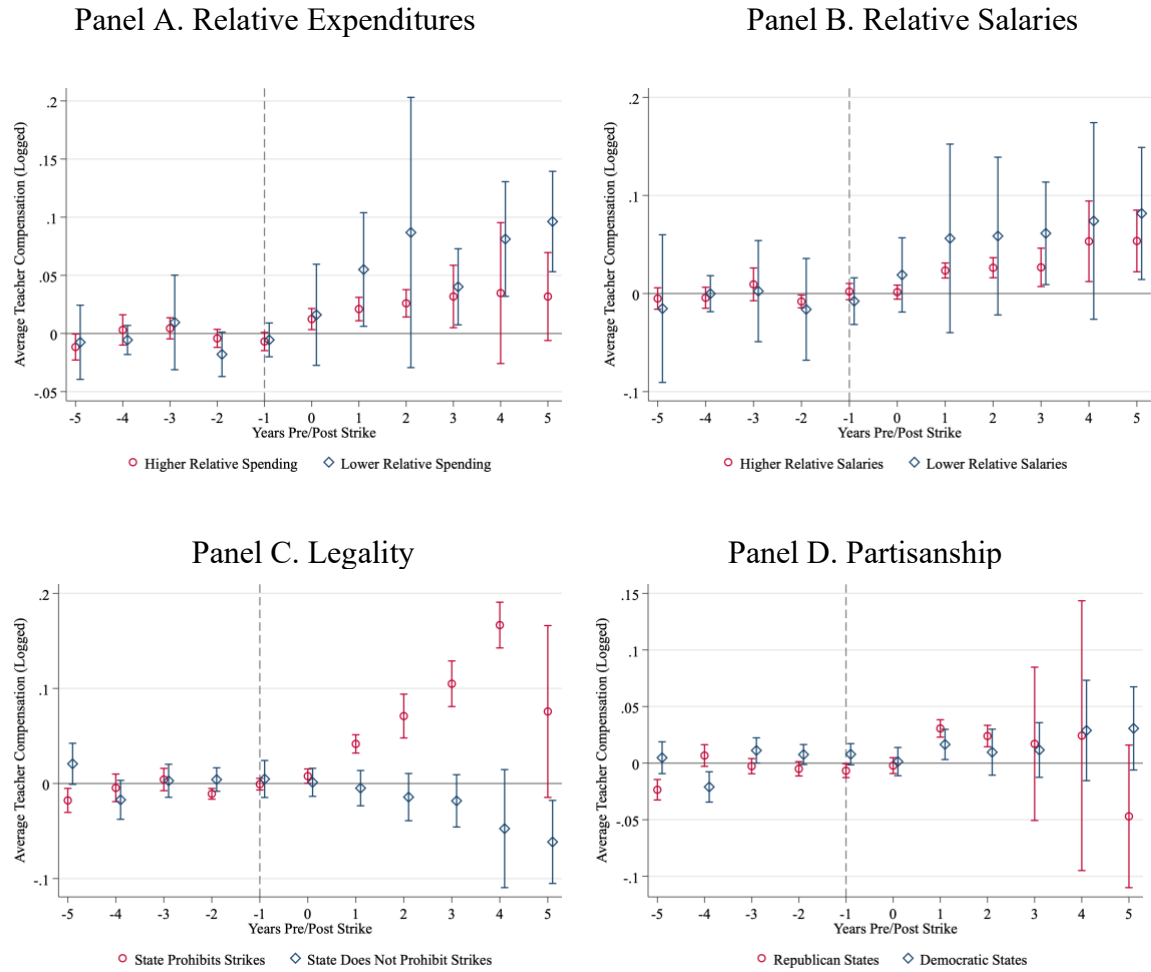 Panel A. Relative Expenditures
Average Teacher Compensation (Logged)
.2
.15
.1
.05
0
-.05
-5 -4 -3 -2 -1 0 1 2 3 4 5
Years Pre/Post Strike
Higher Relative Spending Lower Relative Spending
Panel B. Relative Salaries
Average Teacher Compensation (Logged)
.2
.1
0
-.1
-5 -4 -3 -2 -1 0 1 2 3 4 5
Years Pre/Post Strike
Higher Relative Salaries Lower Relative Salaries
Panel C. Legality
Average Teacher Compensation (Logged)
.2
.1
0
-.1
-5 -4 -3 -2 -1 0 1 2 3 4 5
Years Pre/Post Strike
State Prohibits Strikes State Does Not Prohibit Strikes
Panel D. Partisanship
Average Teacher Compensation (Logged)
.15
.1
.05
0
-.05
-.1
-5 -4 -3 -2 -1 0 1 2 3 4 5
Years Pre/Post Strike
Republican States Democratic States